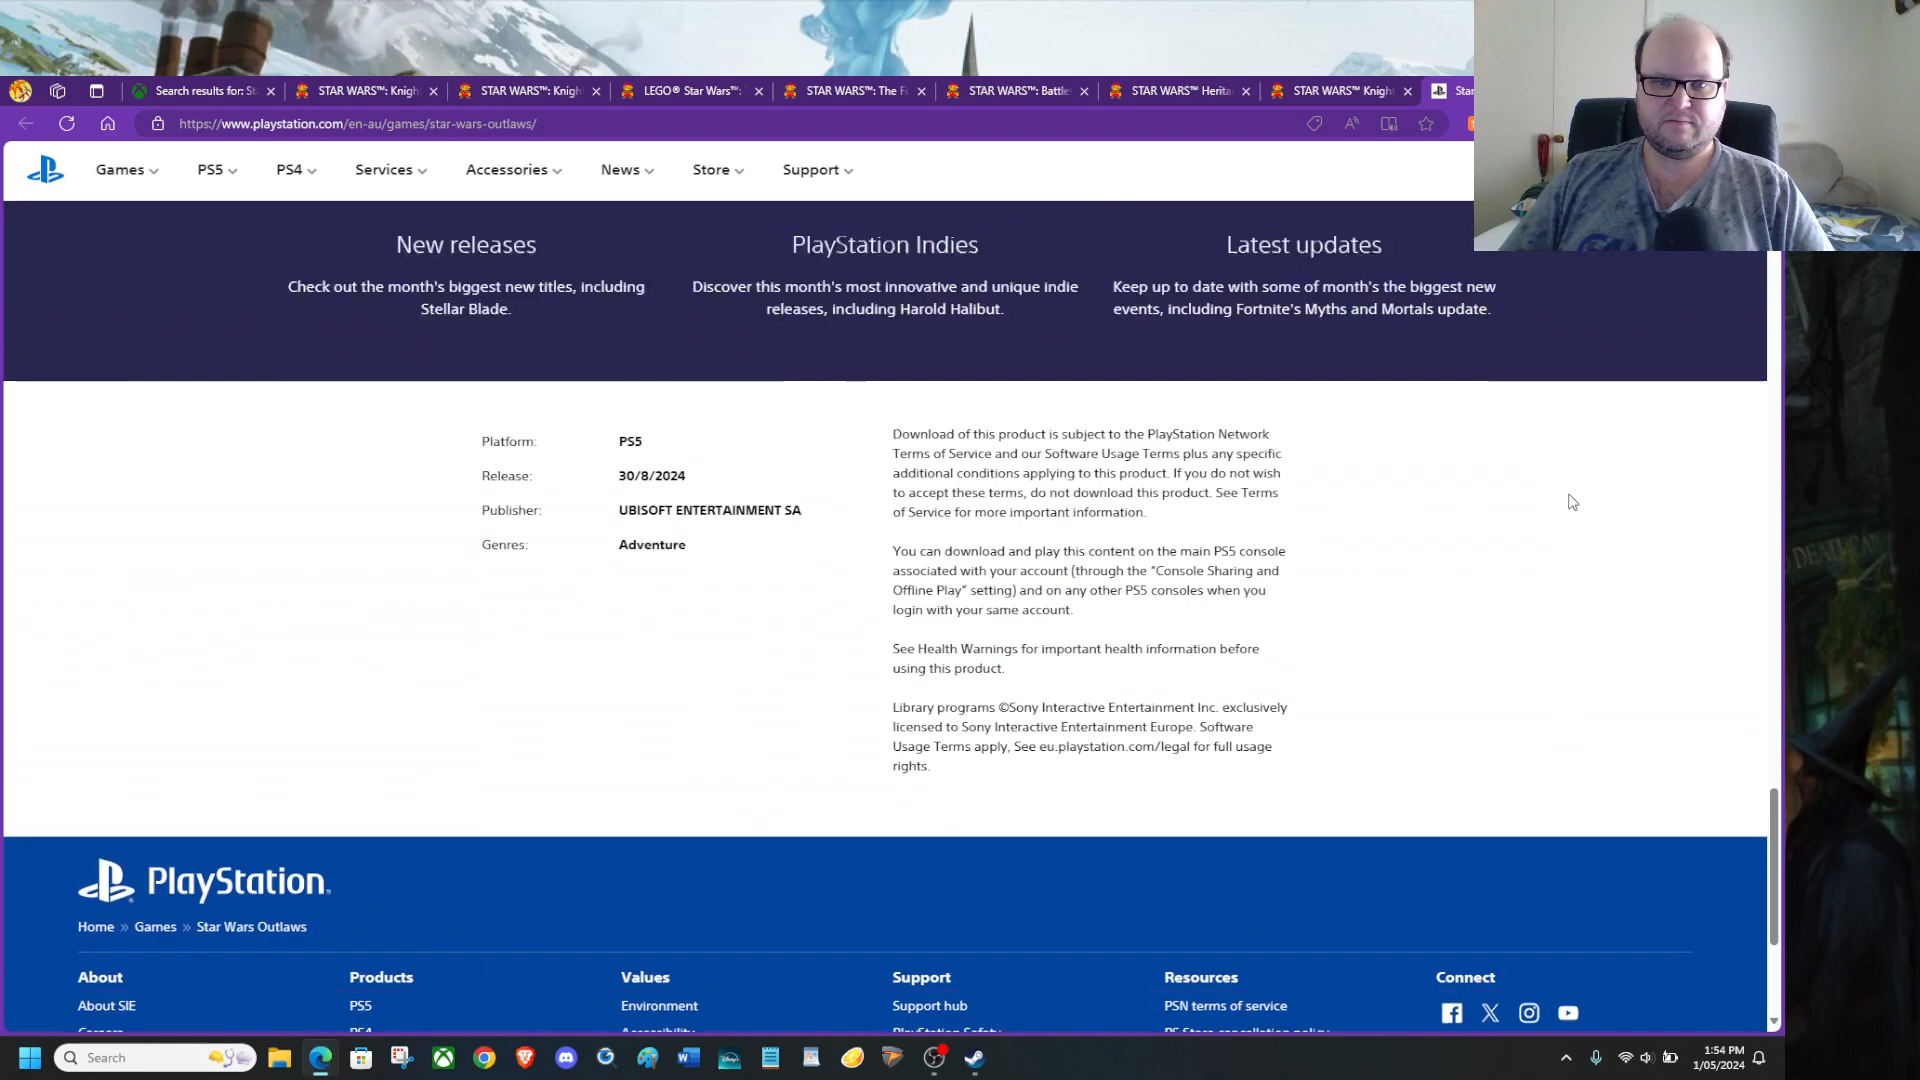 Search results for: St
STAR WARS™: Knigh
STAR WARS™: Knigh
LEGO® Star Wars™:
STAR WARS™: The Fo
STAR WARS™: Battle
STAR WARS™ Herita
STAR WARS™ Knight
Star
https://www.playstation.com/en-au/games/star-wars-outlaws/
Games PS5 PS4 Services Accessories News Store Support
New releases
Check out the month's biggest new titles, including
Stellar Blade.
PlayStation Indies
Discover this month's most innovative and unique indie
releases, including Harold Halibut.
Latest updates
Keep up to date with some of month's the biggest new
events, including Fortnite's Myths and Mortals update.
Platform: PS5
Release: 30/8/2024
Publisher: UBISOFT ENTERTAINMENT SA
Genres: Adventure
Download of this product is subject to the PlayStation Network
Terms of Service and our Software Usage Terms plus any specific
additional conditions applying to this product. If you do not wish
to accept these terms, do not download this product. See Terms
of Service for more important information.
You can download and play this content on the main PS5 console
associated with your account (through the “Console Sharing and
Offline Play” setting) and on any other PS5 consoles when you
login with your same account.
See Health Warnings for important health information before
using this product.
Library programs ©Sony Interactive Entertainment Inc. exclusively
licensed to Sony Interactive Entertainment Europe. Software
Usage Terms apply, See eu.playstation.com/legal for full usage
rights.
PlayStation
Home » Games » Star Wars Outlaws
About Products Values Support Resources Connect
About SIE PS5 Environment Support hub PSN terms of service
Careers PS4 Accessibility PlayStation Safety PS Store cancellation policy
Search
1:54 PM
1/05/2024